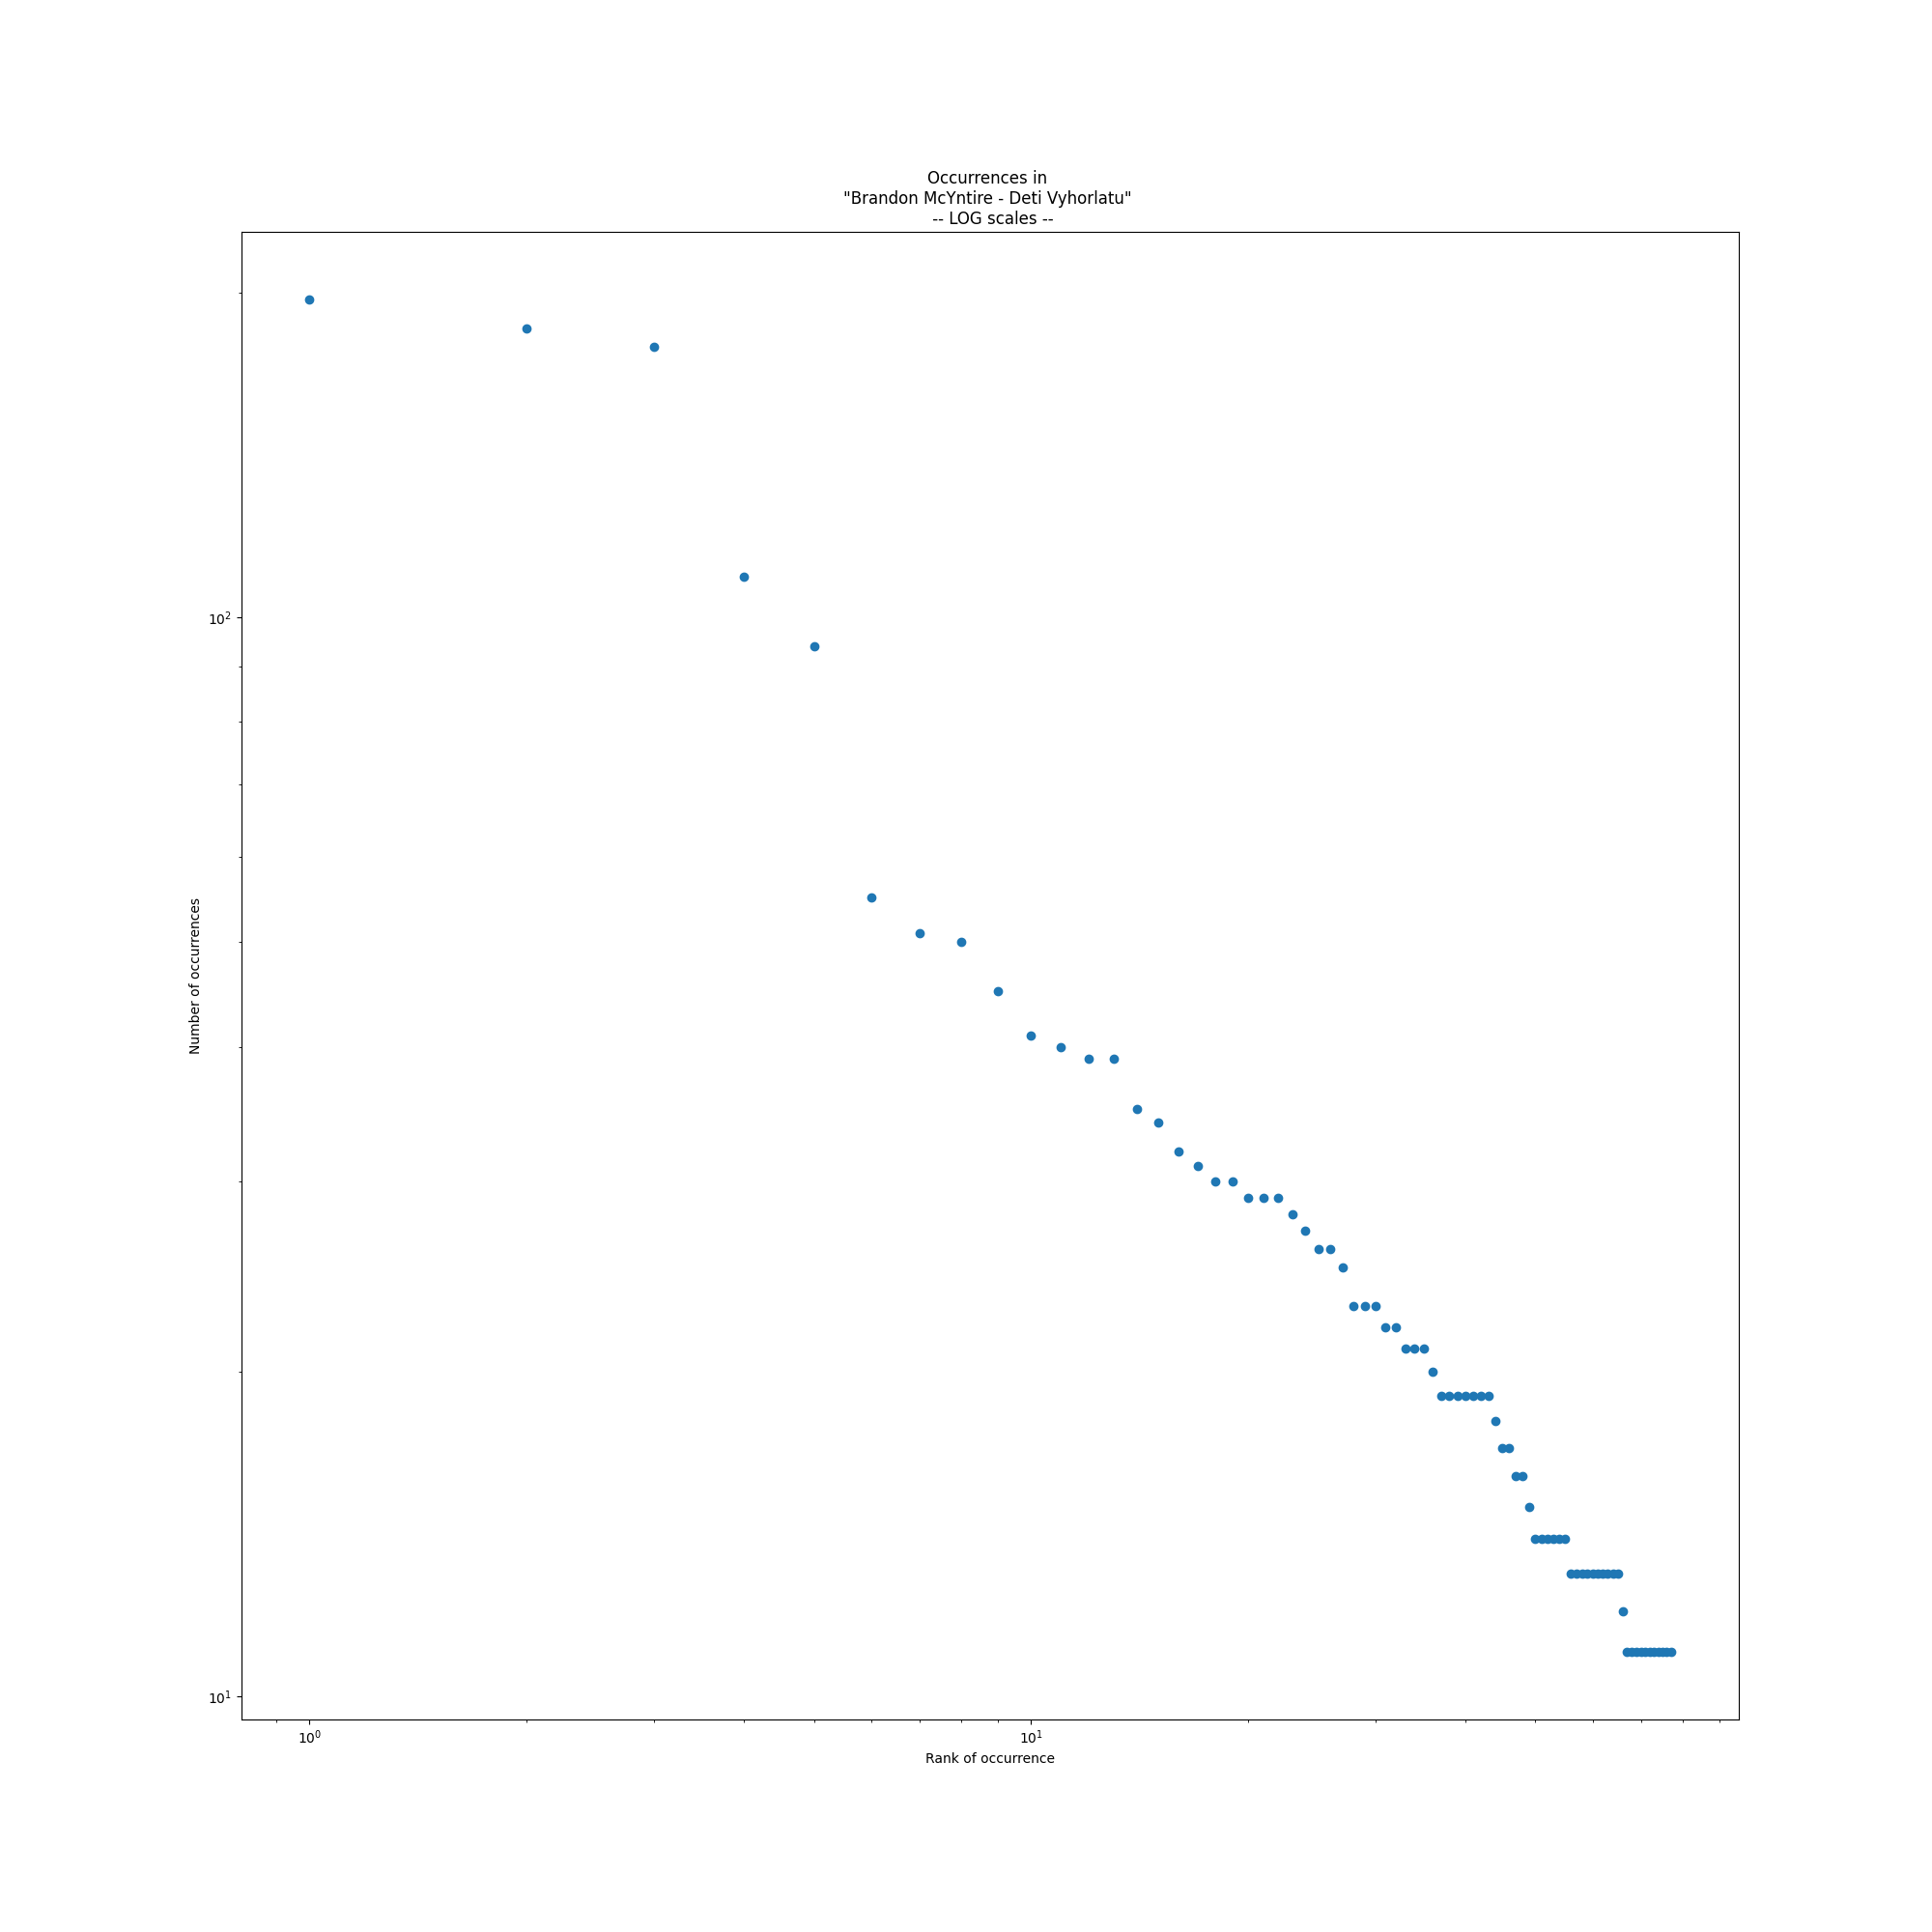 Occurrences in
"Brandon McYntire - Deti Vyhorlatu"
-- LOG scales --
Number of occurrences
10²
10¹
10⁰
10¹
Rank of occurrence